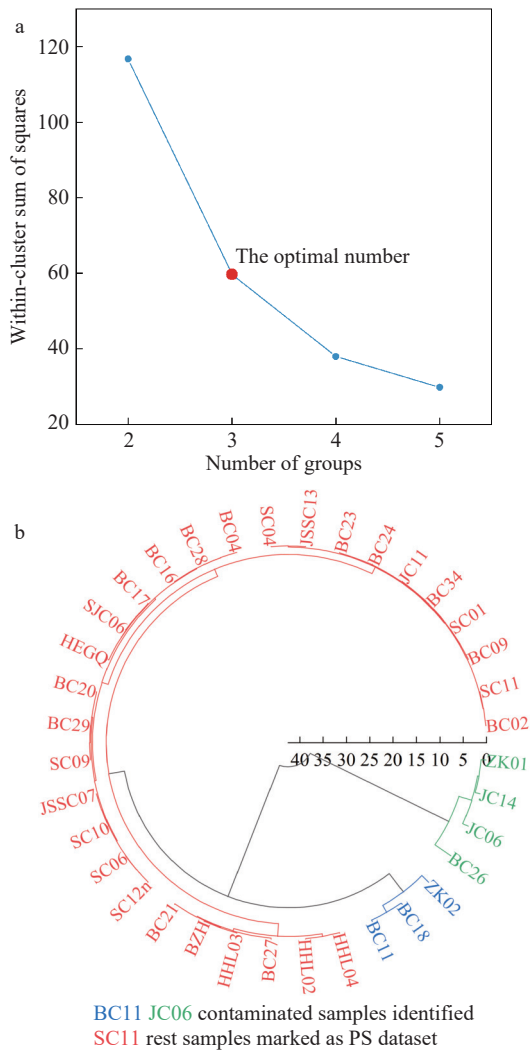 a
120
100
80
60
40
20
Within-cluster sum of squares
The optimal number
2
3
4
5
Number of groups
b
BC04
SC04
JSSC13
BC23
BC24
JC11
BC34
SC01
BC09
SC11
BC02
BC28
BC16
BC17
SJC06
HEGQ
BC20
BC29
SC09
JSSC07
SC10
SC06
SC12n
BC21
BZH
HHL03
BC27
HHL02
HHL04
40 35 30 25 20 15 10 5 0
ZK01
JC14
JC06
BC26
ZK02
BC18
BC11
BC11 JC06 contaminated samples identified
SC11 rest samples marked as PS dataset